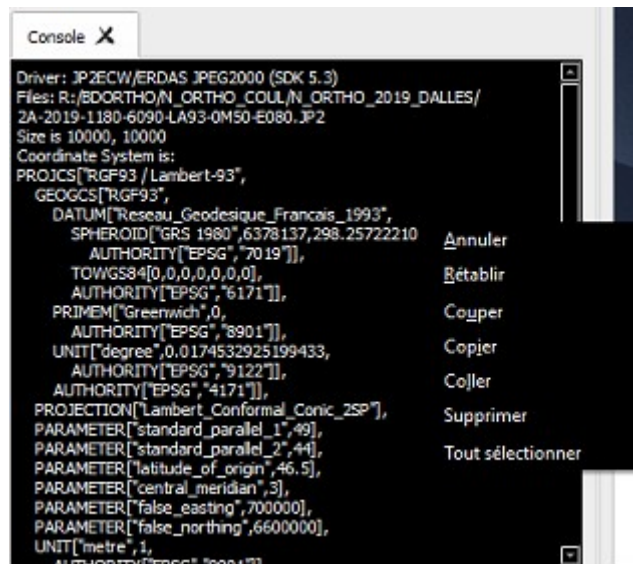 Console X
Driver: JP2ECW/ERDAS JPEG2000 (SDK 5.3)
Files: R:/BDORTHO/N_ORTHO_COUL/N_ORTHO_2019_DALLES/
2A-2019-1180-6090-LA93-0M50-E080.JP2
Size is 10000, 10000
Coordinate System is:
PROJCS["RGF93 / Lambert-93",
GEOGCS["RGF93",
DATUM["Reseau_Geodesique_Francais_1993",
SPHEROID["GRS 1980",6378137,298.25722210
AUTHORITY["EPSG","7019"]],
TOWGS84[0,0,0,0,0,0,0],
AUTHORITY["EPSG","6171"]],
PRIMEM["Greenwich",0,
AUTHORITY["EPSG","8901"]],
UNIT["degree",0.0174532925199433,
AUTHORITY["EPSG","9122"]],
AUTHORITY["EPSG","4171"]],
PROJECTION["Lambert_Conformal_Conic_2SP"],
PARAMETER["standard_parallel_1",49],
PARAMETER["standard_parallel_2",44],
PARAMETER["latitude_of_origin",46.5],
PARAMETER["central_meridian",3],
PARAMETER["false_easting",700000],
PARAMETER["false_northing",6600000],
UNIT["metre",1,
Annuler
Rétablir
Couper
Copier
Coller
Supprimer
Tout sélectionner